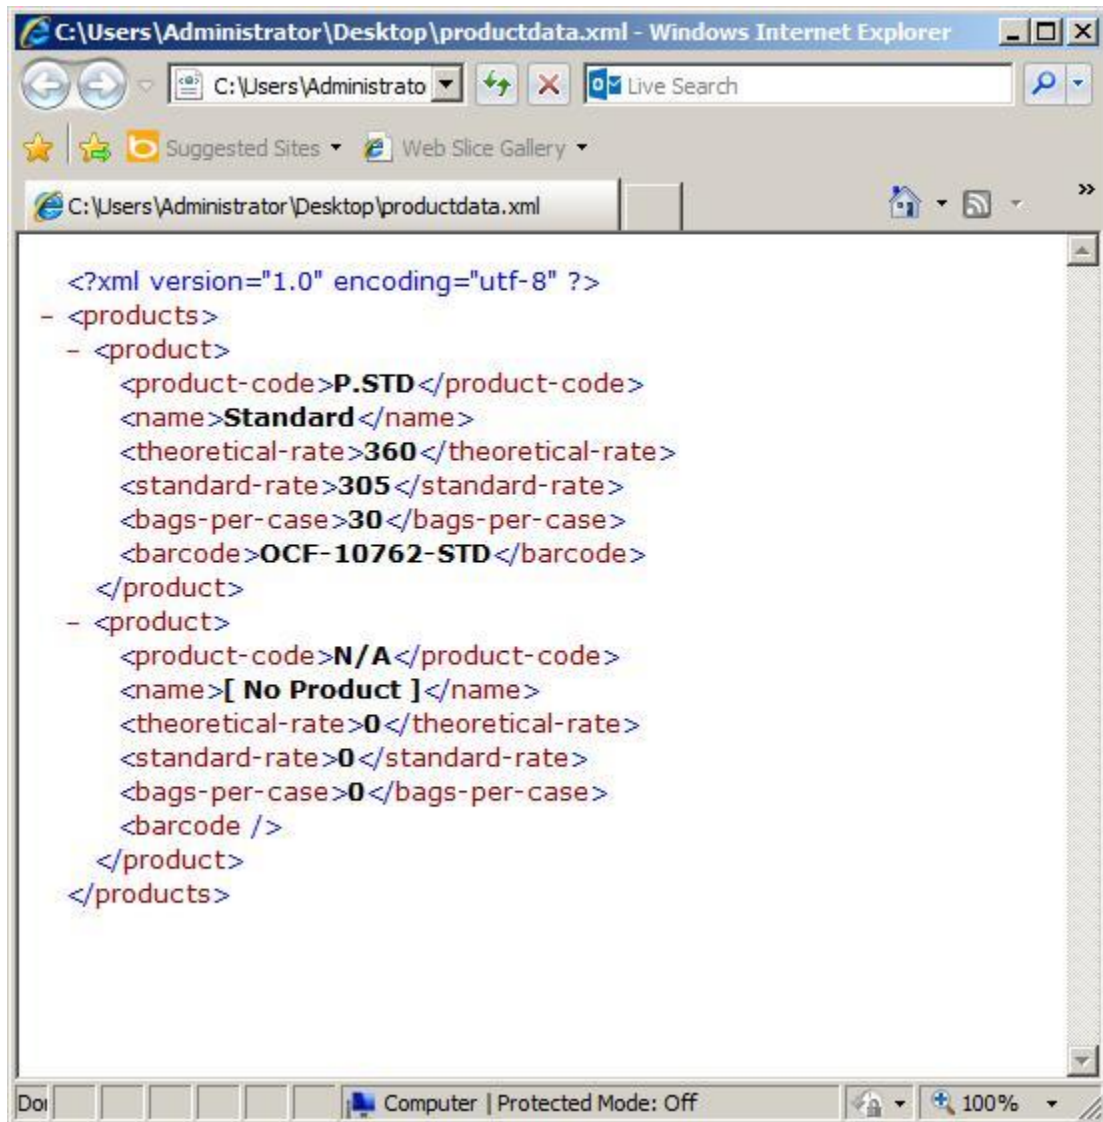 C:\Users\Administrator\Desktop\productdata.xml - Windows Internet Explorer
C:\Users\Administrato Live Search
Suggested Sites Web Slice Gallery
C:\Users\Administrator\Desktop\productdata.xml »
<?xml version="1.0" encoding="utf-8" ?>
- <products>
- <product>
<product-code>P.STD</product-code>
<name>Standard</name>
<theoretical-rate>360</theoretical-rate>
<standard-rate>305</standard-rate>
<bags-per-case>30</bags-per-case>
<barcode>OCF-10762-STD</barcode>
</product>
- <product>
<product-code>N/A</product-code>
<name>[ No Product ]</name>
<theoretical-rate>0</theoretical-rate>
<standard-rate>0</standard-rate>
<bags-per-case>0</bags-per-case>
<barcode />
</product>
</products>
Do Computer | Protected Mode: Off 100%